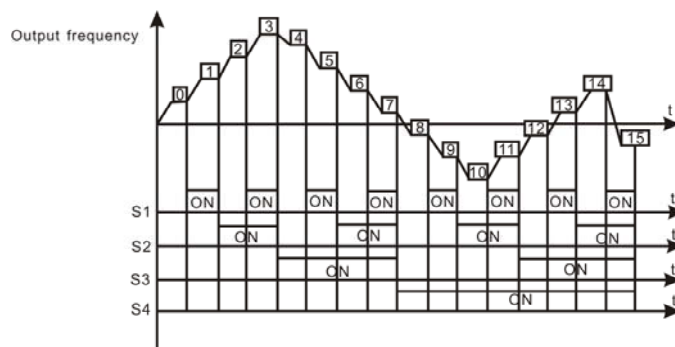 Output frequency
0
1
2
3
4
5
6
7
8
9
10
11
12
13
14
15
t
S1 ON ON ON ON ON ON ON ON t
S2 ON ON ON ON t
S3 ON ON t
S4 ON t